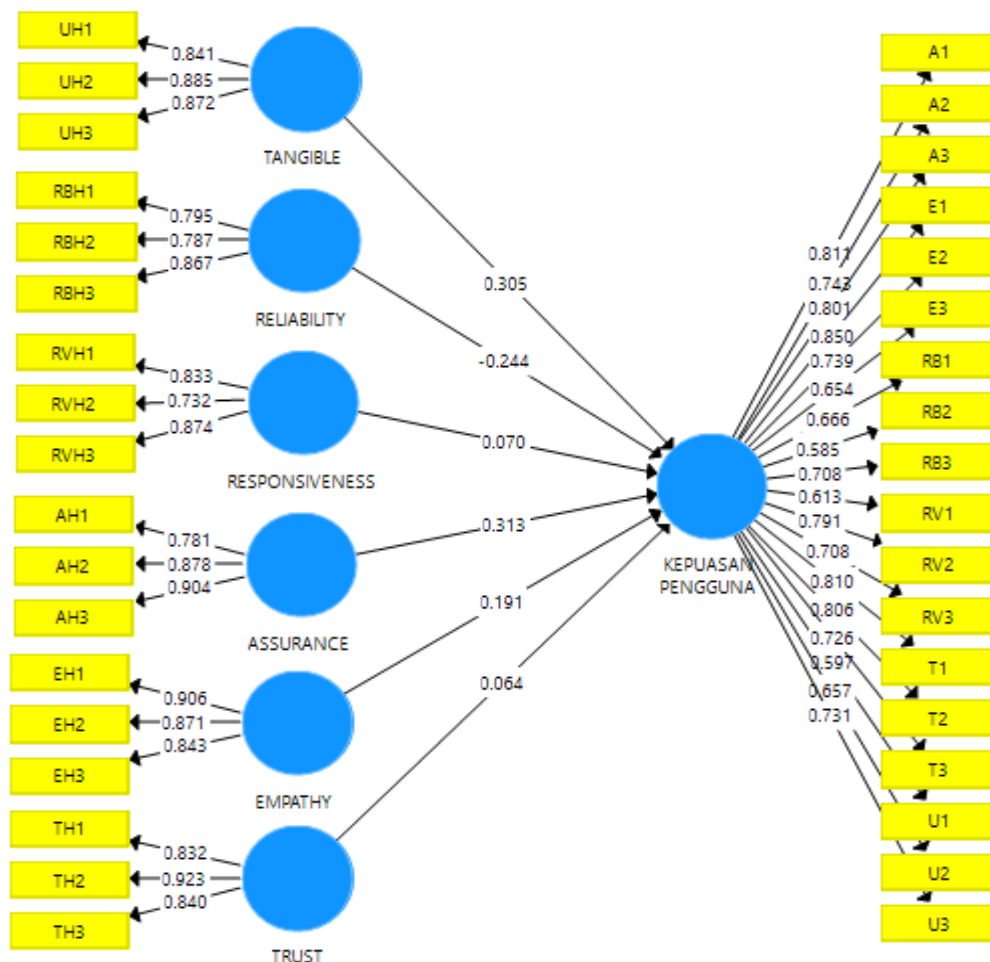 UH1
UH2
UH3
0.841
0.885
0.872
TANGIBLE
RBH1
RBH2
RBH3
0.795
0.787
0.867
RELIABILITY
RVH1
RVH2
RVH3
0.833
0.732
0.874
RESPONSIVENESS
AH1
AH2
AH3
0.781
0.878
0.904
ASSURANCE
EH1
EH2
EH3
0.906
0.871
0.843
EMPATHY
TH1
TH2
TH3
0.832
0.923
0.840
TRUST
0.305
-0.244
0.070
0.313
0.191
0.064
KEPUASAN
PENGGUNA
0.811
0.743
0.801
0.850
0.739
0.654
0.666
0.585
0.708
0.613
0.791
0.708
0.810
0.806
0.726
0.597
0.657
0.731
A1
A2
A3
E1
E2
E3
RB1
RB2
RB3
RV1
RV2
RV3
T1
T2
T3
U1
U2
U3